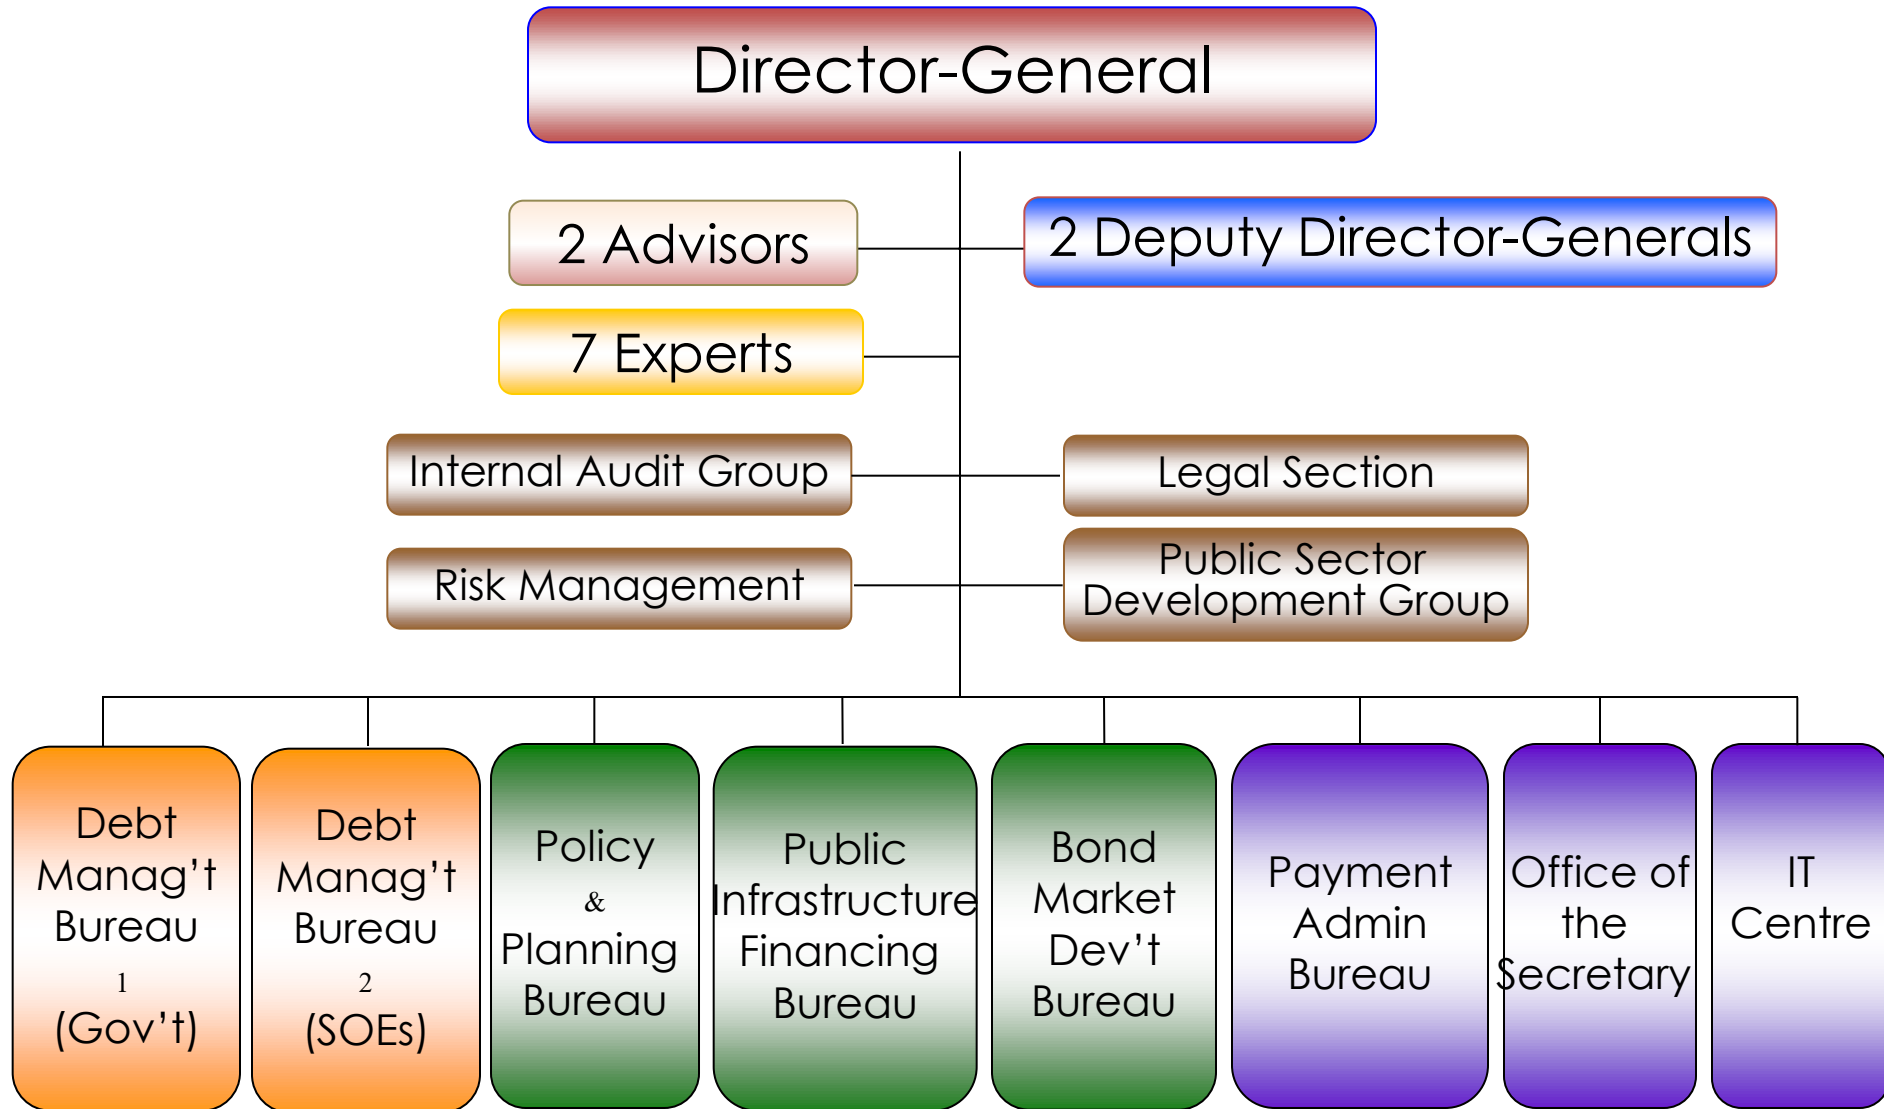 Director-General
2 Advisors
2 Deputy Director-Generals
7 Experts
Internal Audit Group
Legal Section
Risk Management
Public Sector
Development Group
Debt
Manag't
Bureau
1
(Gov't)
Debt
Manag't
Bureau
2
(SOEs)
Policy
&
Planning
Bureau
Public
Infrastructure
Financing
Bureau
Bond
Market
Dev't
Bureau
Payment
Admin
Bureau
Office of
the
Secretary
IT
Centre